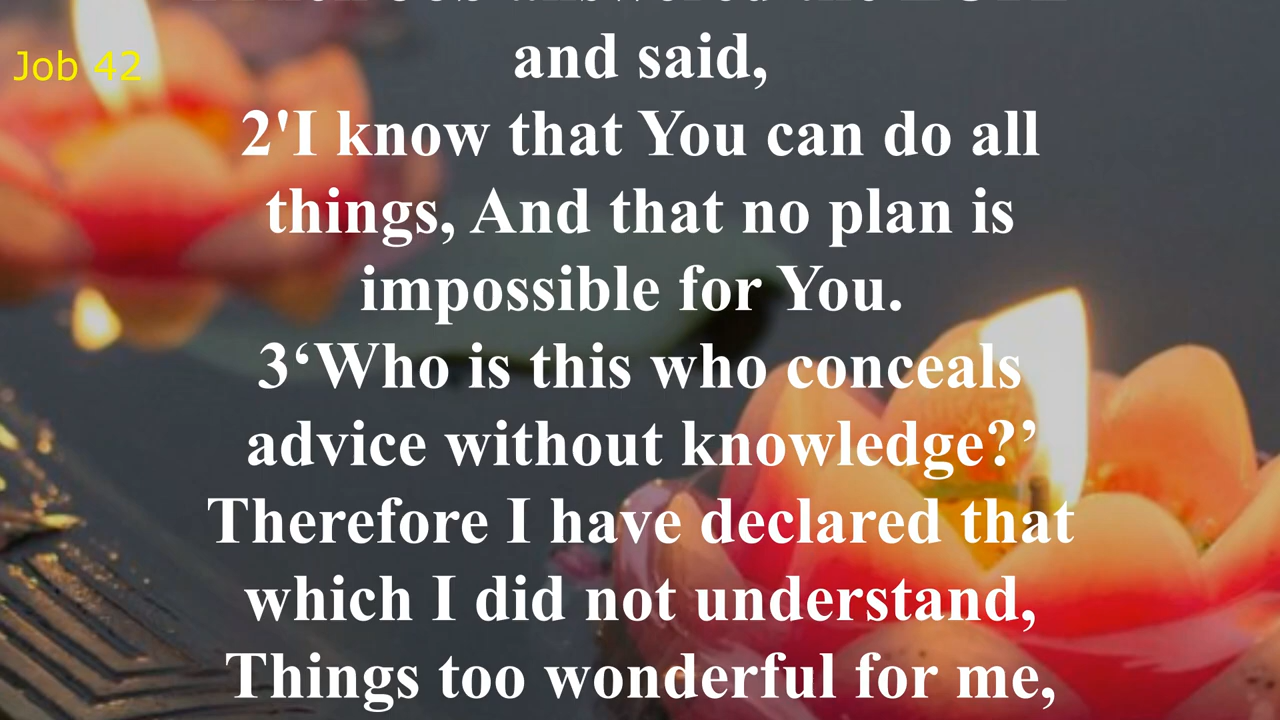 Job 42
and said,
2'I know that You can do all
things, And that no plan is
impossible for You.
3‘Who is this who conceals
advice without knowledge?’
Therefore I have declared that
which I did not understand,
Things too wonderful for me,